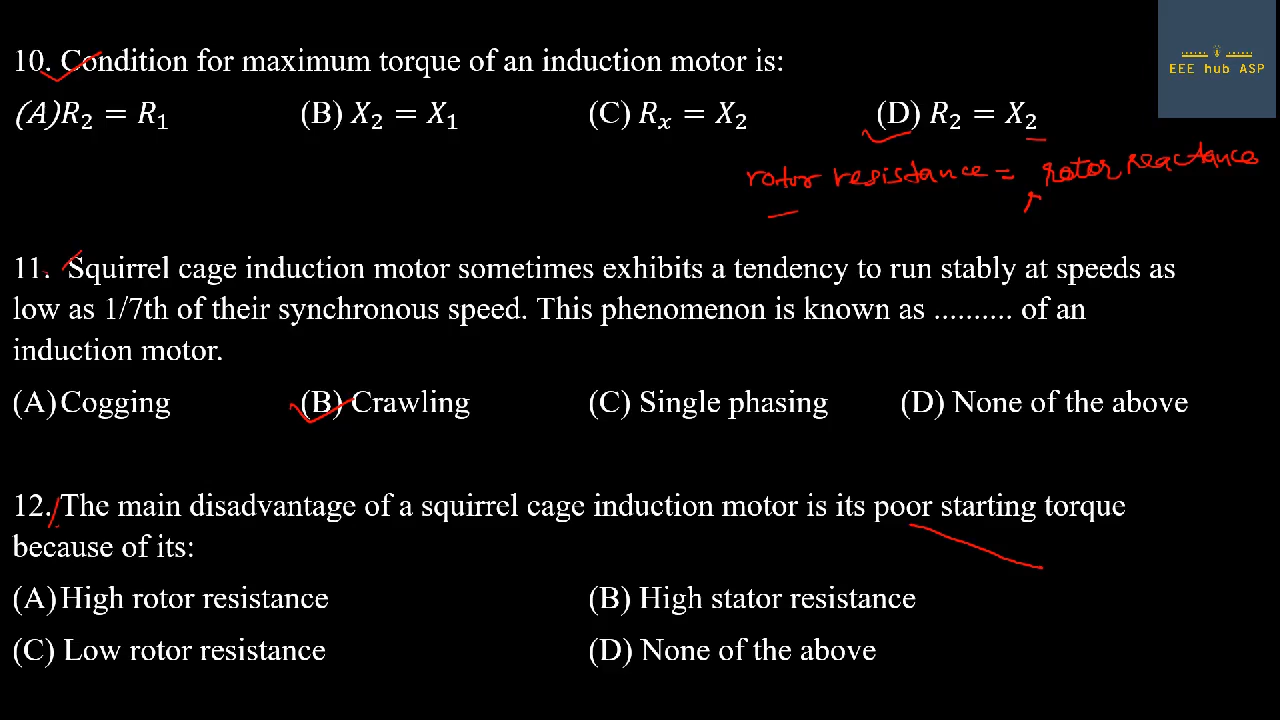 10. Condition for maximum torque of an induction motor is:
EEE hub ASP
(A)R₂ = R₁ (B) X₂ = X₁ (C) Rₓ = X₂ (D) R₂ = X₂
rotor resistance = rotor reactance
11. Squirrel cage induction motor sometimes exhibits a tendency to run stably at speeds as
low as 1/7th of their synchronous speed. This phenomenon is known as .......... of an
induction motor.
(A) Cogging (B) Crawling (C) Single phasing (D) None of the above
12. The main disadvantage of a squirrel cage induction motor is its poor starting torque
because of its:
(A) High rotor resistance (B) High stator resistance
(C) Low rotor resistance (D) None of the above